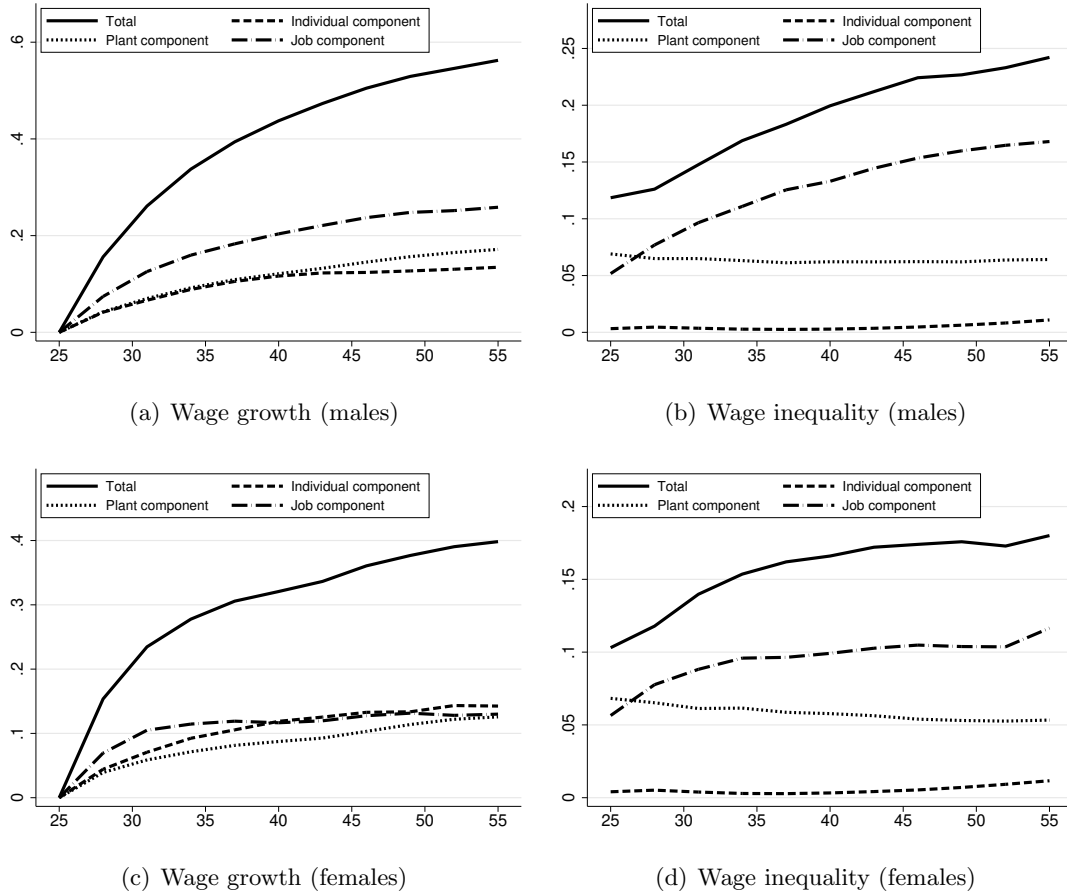 Total Individual component
Plant component Job component
.6
.4
.2
0
25 30 35 40 45 50 55
(a) Wage growth (males)
Total Individual component
Plant component Job component
.25
.2
.15
.1
.05
0
25 30 35 40 45 50 55
(b) Wage inequality (males)
Total Individual component
Plant component Job component
.4
.3
.2
.1
0
25 30 35 40 45 50 55
(c) Wage growth (females)
Total Individual component
Plant component Job component
.2
.15
.1
.05
0
25 30 35 40 45 50 55
(d) Wage inequality (females)